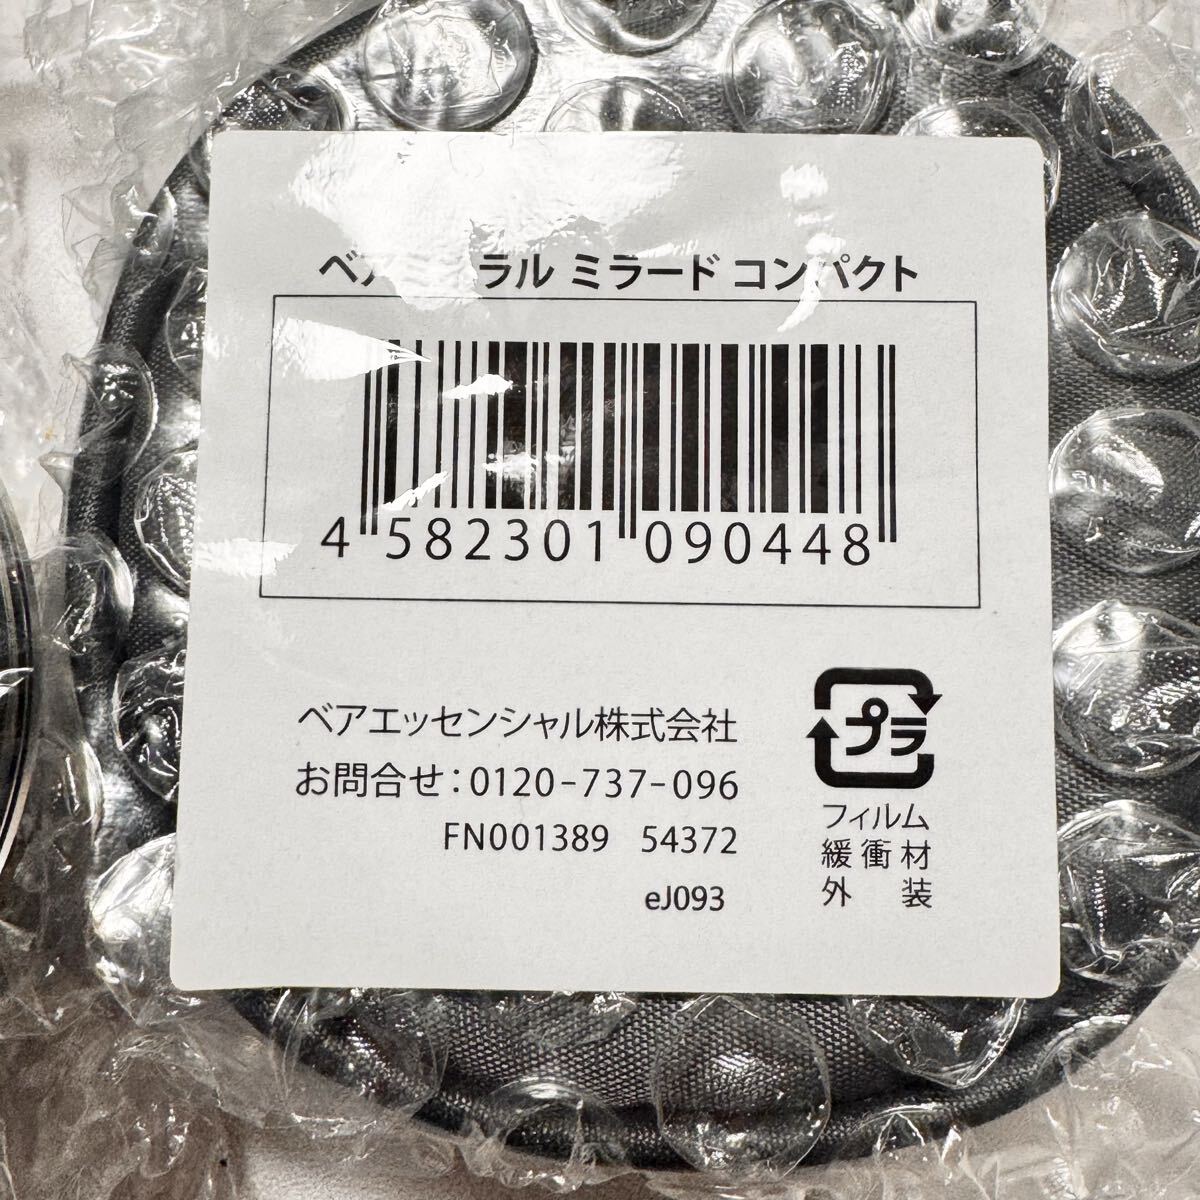 ラル ミラード コンパクト
4 582301 090448
ベアエッセンシャル株式会社
お問合せ：0120-737-096
FN001389 54372
eJ093
プラ
フィルム
緩衝材
外装